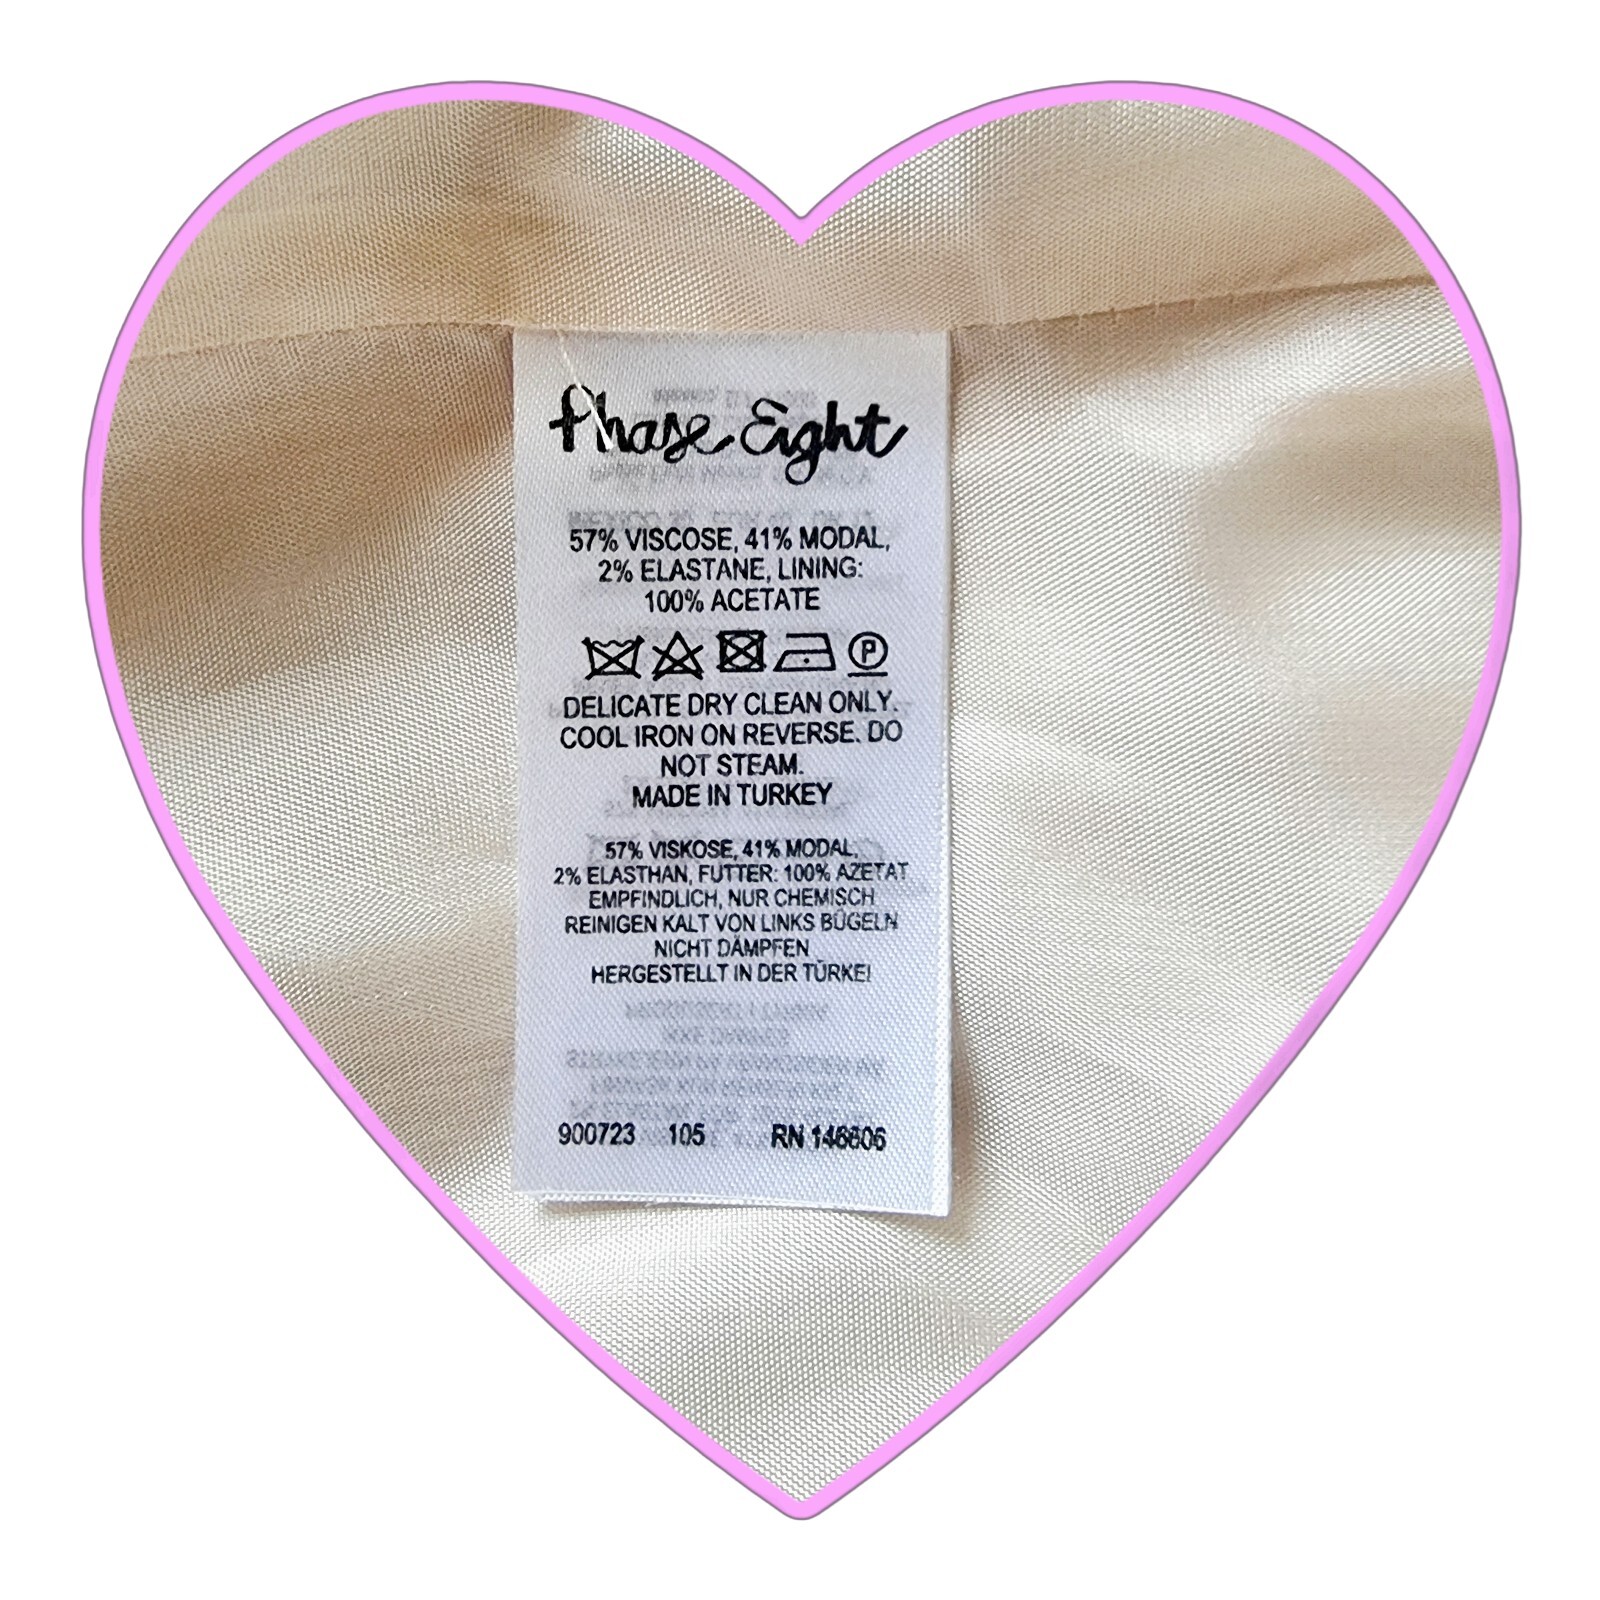 Phase Eight
57% VISCOSE, 41% MODAL,
2% ELASTANE, LINING:
100% ACETATE
P
DELICATE DRY CLEAN ONLY.
COOL IRON ON REVERSE. DO
NOT STEAM.
MADE IN TURKEY
57% VISKOSE, 41% MODAL,
2% ELASTHAN, FUTTER: 100% AZETAT
EMPFINDLICH, NUR CHEMISCH
REINIGEN KALT VON LINKS BÜGELN
NICHT DÄMPFEN
HERGESTELLT IN DER TÜRKEI
900723 105 RN 146606